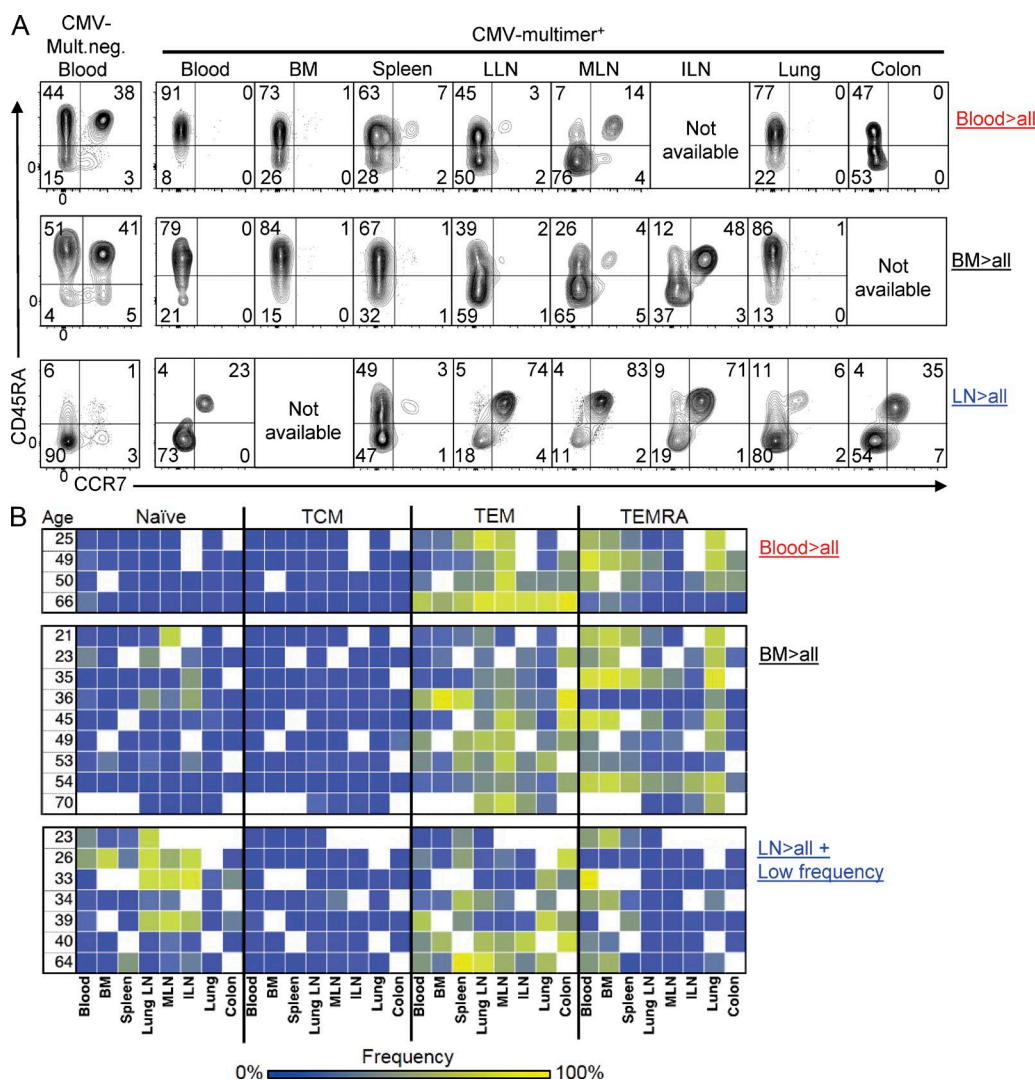 A
CMV-
Mult.neg.
Blood
CMV-multimer+
Blood BM Spleen LLN MLN ILN Lung Colon
44 38 91 0 73 1 63 7 45 3 7 14 77 0 47 0
Not
available
Blood>all
0 15 3 8 0 26 0 28 2 50 2 76 4 22 0 53 0
0
51 41 79 0 84 1 67 1 39 2 26 4 12 48 86 1
Not
available
BM>all
0 4 5 21 0 15 0 32 1 59 1 65 5 37 3 13 0
0
6 1 4 23 49 3 5 74 4 83 9 71 11 6 4 35
Not
available
LN>all
0 90 3 73 0 47 1 18 4 11 2 19 1 80 2 54 7
0
CD45RA
CCR7
B
Age Naïve TCM TEM TEMRA
25
49
50
66
Blood>all
21
23
35
36
45
49
53
54
70
BM>all
23
26
33
34
39
40
64
LN>all +
Low frequency
Blood BM Spleen Lung LN MLN ILN Lung Colon Blood BM Spleen Lung LN MLN ILN Lung Colon Blood BM Spleen Lung LN MLN ILN Lung Colon Blood BM Spleen Lung LN MLN ILN Lung Colon
Frequency
0% 100%